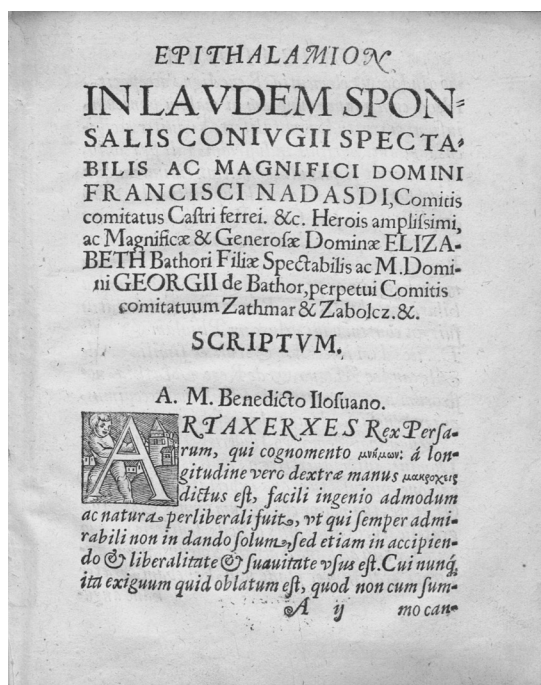 EPITHALAMION
IN LAVDEM SPON-
SALIS CONIVGII SPECTA-
BILIS AC MAGNIFICI DOMINI
FRANCISCI NADASDI, Comitis
comitatus Castri ferrei. &c. Herois amplissimi,
ac Magnificæ & Generosæ Dominæ ELIZA-
BETH Bathori Filiæ Spectabilis ac M. Domi-
ni GEORGII de Bathor, perpetui Comitis
comitatuum Zathmar & Zabolcz. &.
SCRIPTVM.
A. M. Benedicto Ilosuano.
ARTAXERXES Rex Persa-
rum, qui cognomento μνήμων: á lon-
gitudine vero dextræ manus μακροχεις
dictus est, facili ingenio admodum
ac natura perliberali fuit, vt qui semper admi-
rabili non in dando solum, sed etiam in accipien-
do & liberalitate & suauitate vsus est. Cui nunq́,
ita exiguum quid oblatum est, quod non cum sum-
A ij mo can-